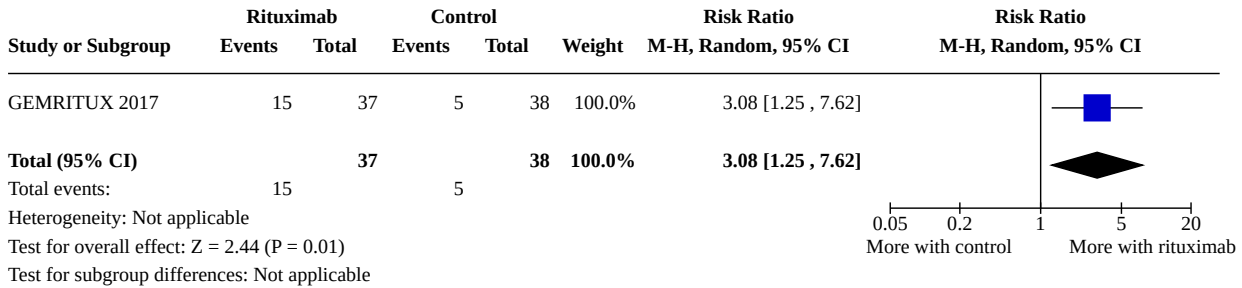 Rituximab Control Risk Ratio Risk Ratio
Study or Subgroup Events Total Events Total Weight M-H, Random, 95% CI M-H, Random, 95% CI
GEMRITUX 2017 15 37 5 38 100.0% 3.08 [1.25 , 7.62]
Total (95% CI) 37 38 100.0% 3.08 [1.25 , 7.62]
Total events: 15 5
Heterogeneity: Not applicable
0.05 0.2 1 5 20
Test for overall effect: Z = 2.44 (P = 0.01) More with control More with rituximab
Test for subgroup differences: Not applicable